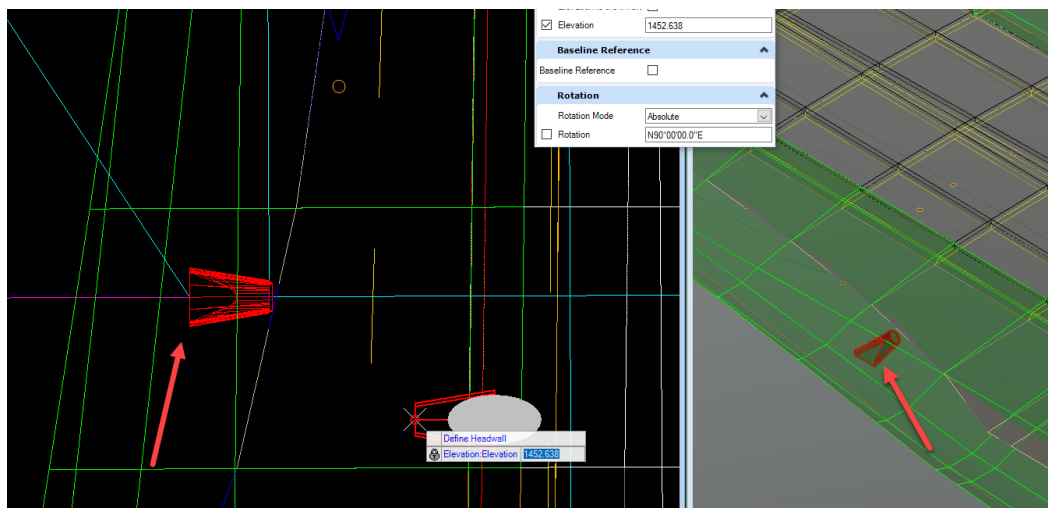 Elevation
1452.638
Baseline Reference
Baseline Reference
Rotation
Rotation Mode
Absolute
Rotation
N90°00'00.0"E
Define Headwall
Elevation:Elevation
1452.638